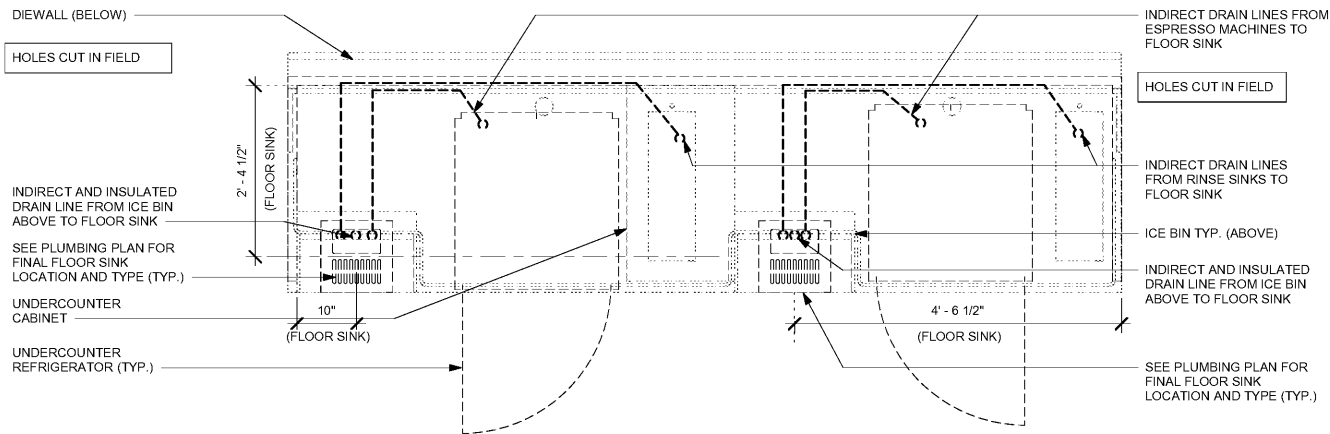 DIEWALL (BELOW)
HOLES CUT IN FIELD
2' - 4 1/2"
(FLOOR SINK)
INDIRECT AND INSULATED
DRAIN LINE FROM ICE BIN
ABOVE TO FLOOR SINK
SEE PLUMBING PLAN FOR
FINAL FLOOR SINK
LOCATION AND TYPE (TYP.)
UNDERCOUNTER
CABINET
UNDERCOUNTER
REFRIGERATOR (TYP.)
10"
(FLOOR SINK)
4' - 6 1/2"
(FLOOR SINK)
INDIRECT DRAIN LINES FROM
ESPRESSO MACHINES TO
FLOOR SINK
HOLES CUT IN FIELD
INDIRECT DRAIN LINES
FROM RINSE SINKS TO
FLOOR SINK
ICE BIN TYP. (ABOVE)
INDIRECT AND INSULATED
DRAIN LINE FROM ICE BIN
ABOVE TO FLOOR SINK
SEE PLUMBING PLAN FOR
FINAL FLOOR SINK
LOCATION AND TYPE (TYP.)